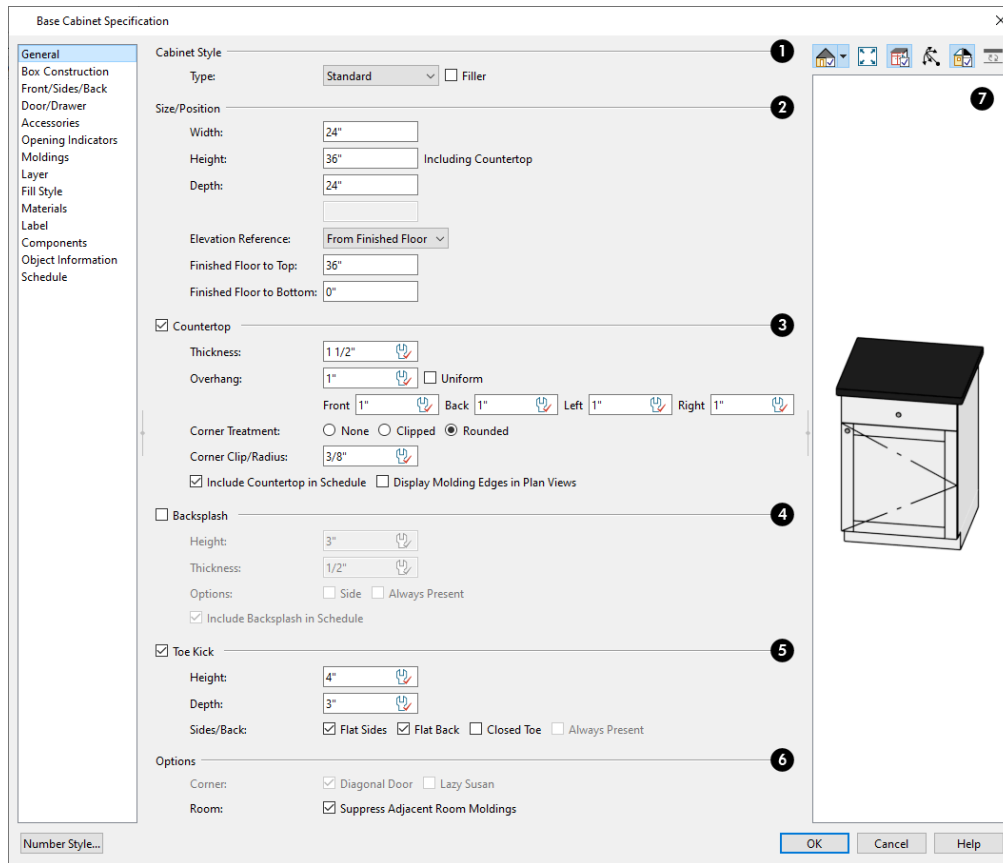 Base Cabinet Specification
General
Box Construction
Front/Sides/Back
Door/Drawer
Accessories
Opening Indicators
Moldings
Layer
Fill Style
Materials
Label
Components
Object Information
Schedule
Cabinet Style 1
Type: Standard Filler
Size/Position 2
Width: 24"
Height: 36" Including Countertop
Depth: 24"
Elevation Reference: From Finished Floor
Finished Floor to Top: 36"
Finished Floor to Bottom: 0"
Countertop 3
Thickness: 1 1/2"
Overhang: 1" Uniform
Front 1" Back 1" Left 1" Right 1"
Corner Treatment: None Clipped Rounded
Corner Clip/Radius: 3/8"
Include Countertop in Schedule Display Molding Edges in Plan Views
Backsplash 4
Height: 3"
Thickness: 1/2"
Options: Side Always Present
Include Backsplash in Schedule
Toe Kick 5
Height: 4"
Depth: 3"
Sides/Back: Flat Sides Flat Back Closed Toe Always Present
Options 6
Corner: Diagonal Door Lazy Susan
Room: Suppress Adjacent Room Moldings
7
Number Style... OK Cancel Help